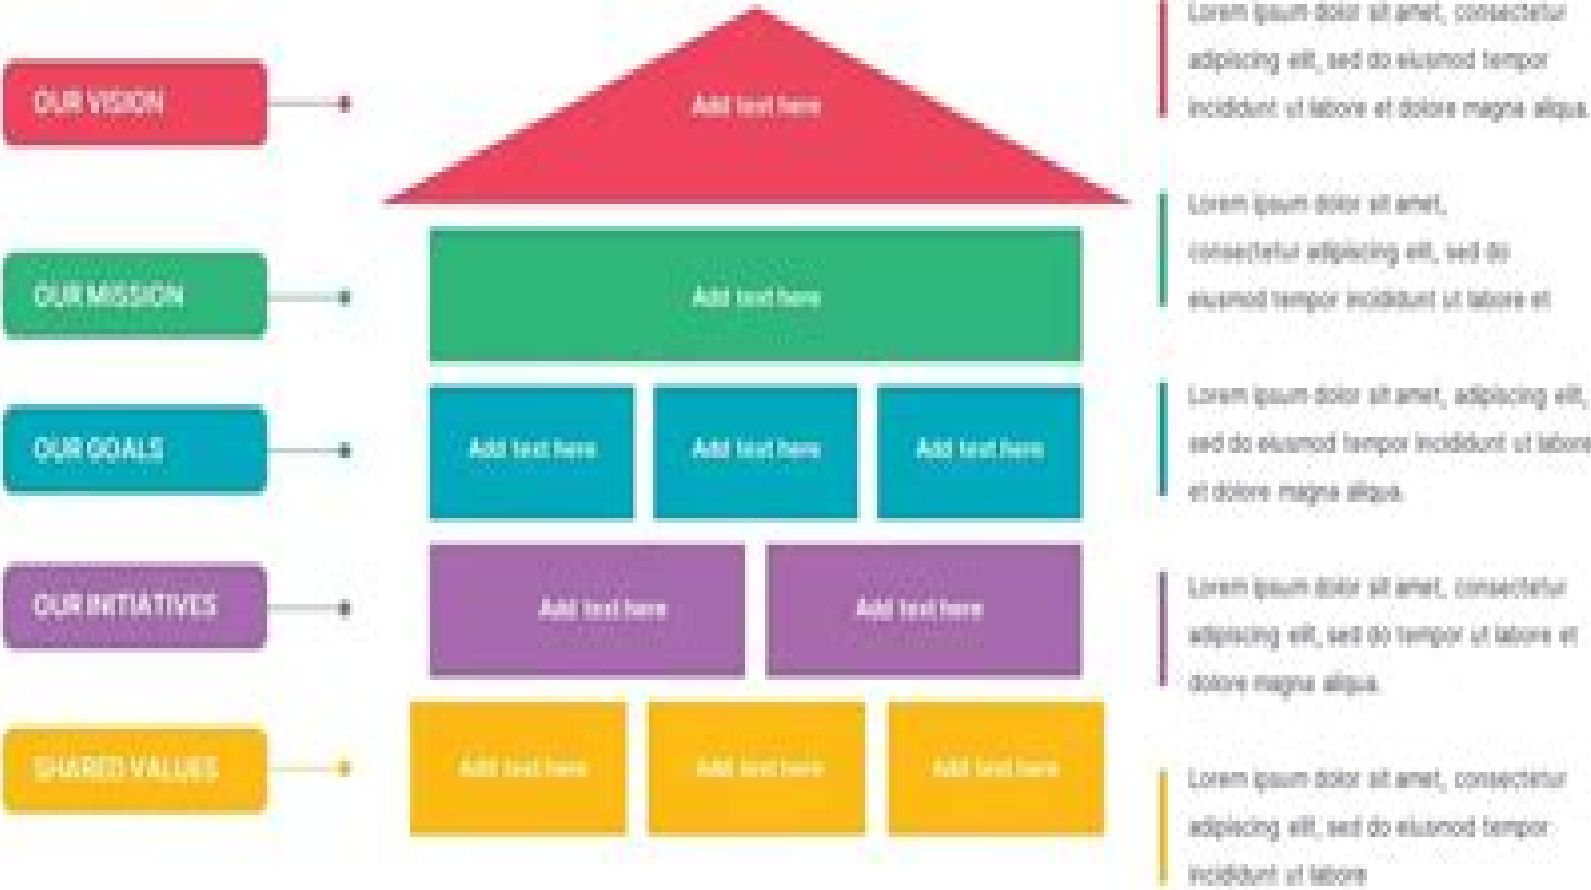 OUR VISION
Add text here
Lorem ipsum dolor sit amet, consectetur
adipiscing elit, sed do eiusmod tempor
incididunt ut labore et dolore magna aliqua.
OUR MISSION
Add text here
Lorem ipsum dolor sit amet,
consectetur adipiscing elit, sed do
eiusmod tempor incididunt ut labore et
OUR GOALS
Add text here
Add text here
Add text here
Lorem ipsum dolor sit amet, adipiscing elit,
sed do eiusmod tempor incididunt ut labore
et dolore magna aliqua.
OUR INITIATIVES
Add text here
Add text here
Lorem ipsum dolor sit amet, consectetur
adipiscing elit, sed do tempor ut labore et
dolore magna aliqua.
SHARED VALUES
Add text here
Add text here
Add text here
Lorem ipsum dolor sit amet, consectetur
adipiscing elit, sed do eiusmod tempor
incididunt ut labore